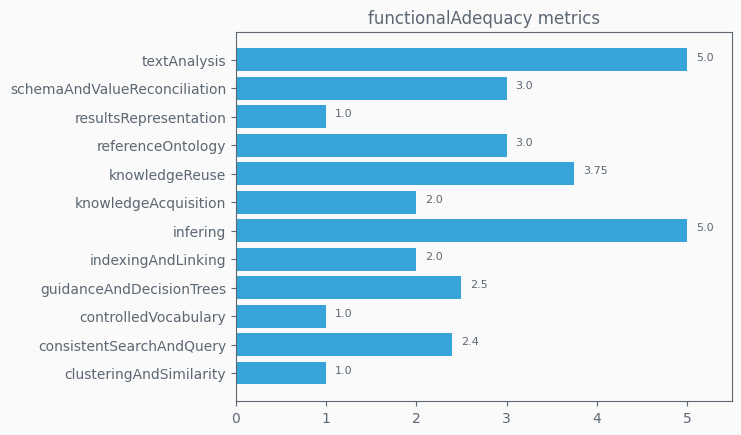 functionalAdequacy metrics
textAnalysis 5.0
schemaAndValueReconciliation 3.0
resultsRepresentation 1.0
referenceOntology 3.0
knowledgeReuse 3.75
knowledgeAcquisition 2.0
infering 5.0
indexingAndLinking 2.0
guidanceAndDecisionTrees 2.5
controlledVocabulary 1.0
consistentSearchAndQuery 2.4
clusteringAndSimilarity 1.0
0 1 2 3 4 5